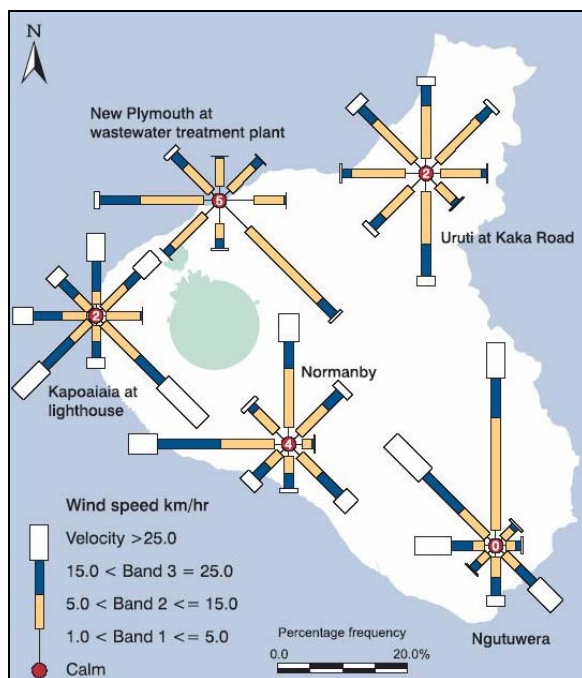 N
New Plymouth at
wastewater treatment plant
5
2
Uruti at Kaka Road
2
Kapoaiaia at
lighthouse
Normanby
4
0
Ngutuwera
Wind speed km/hr
Velocity >25.0
15.0 < Band 3 = 25.0
5.0 < Band 2 <= 15.0
1.0 < Band 1 <= 5.0
Calm
Percentage frequency
0.0 20.0%